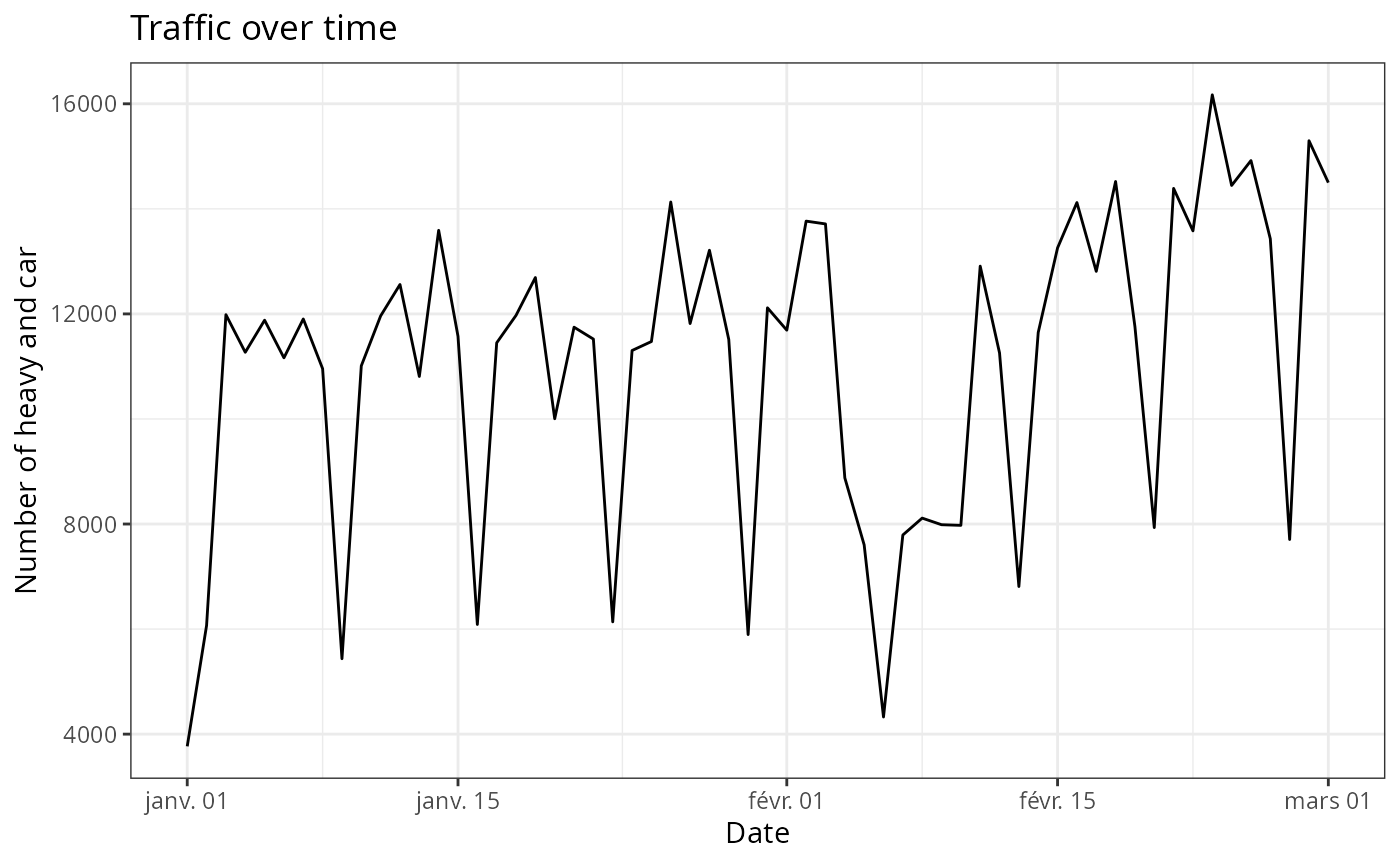 Traffic over time
Number of heavy and car
16000
12000
8000
4000
janv. 01 janv. 15 févr. 01 févr. 15 mars 01
Date